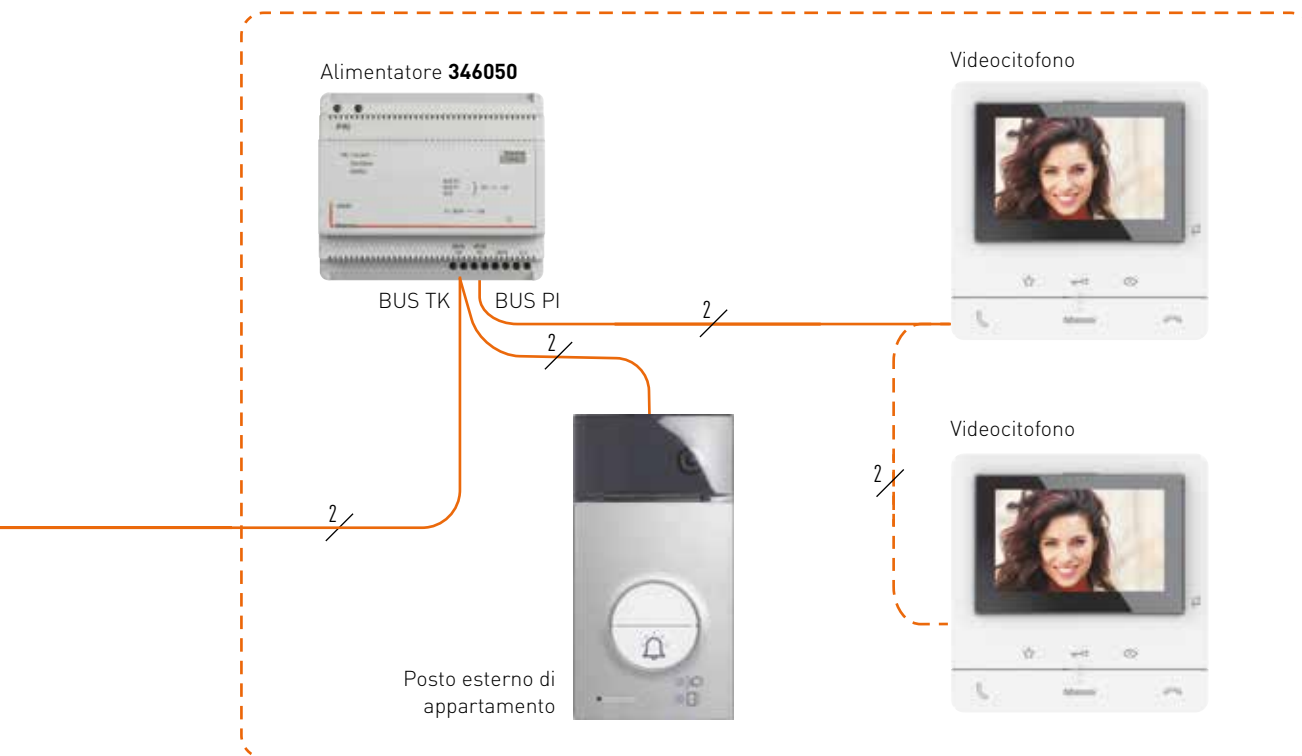 Alimentatore 346050
Videocitofono
BUS TK
BUS PI
2
2
2
2
Videocitofono
Posto esterno di
appartamento